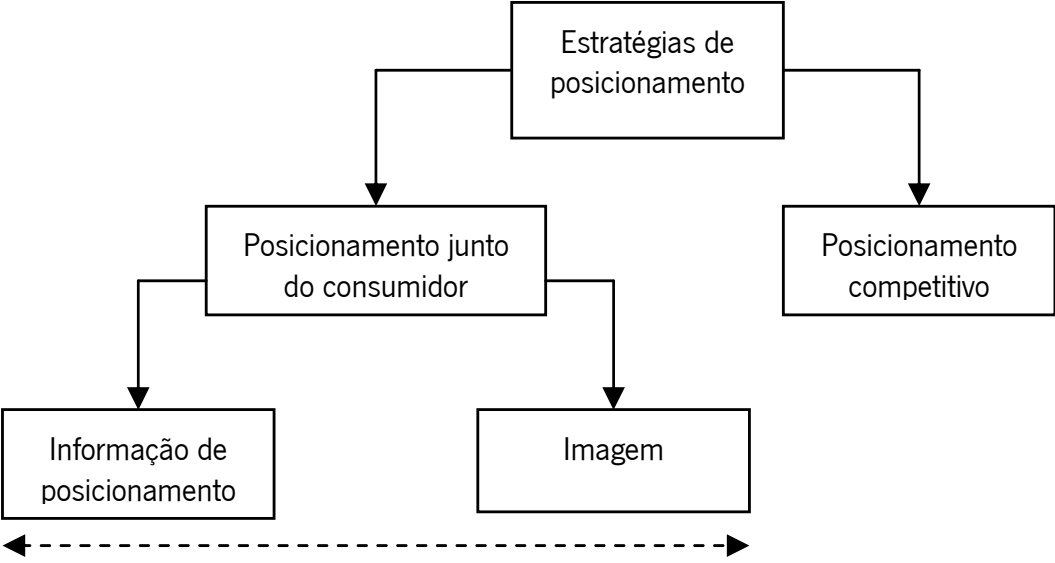 Estratégias de
posicionamento
Posicionamento junto
do consumidor
Posicionamento
competitivo
Informação de
posicionamento
Imagem